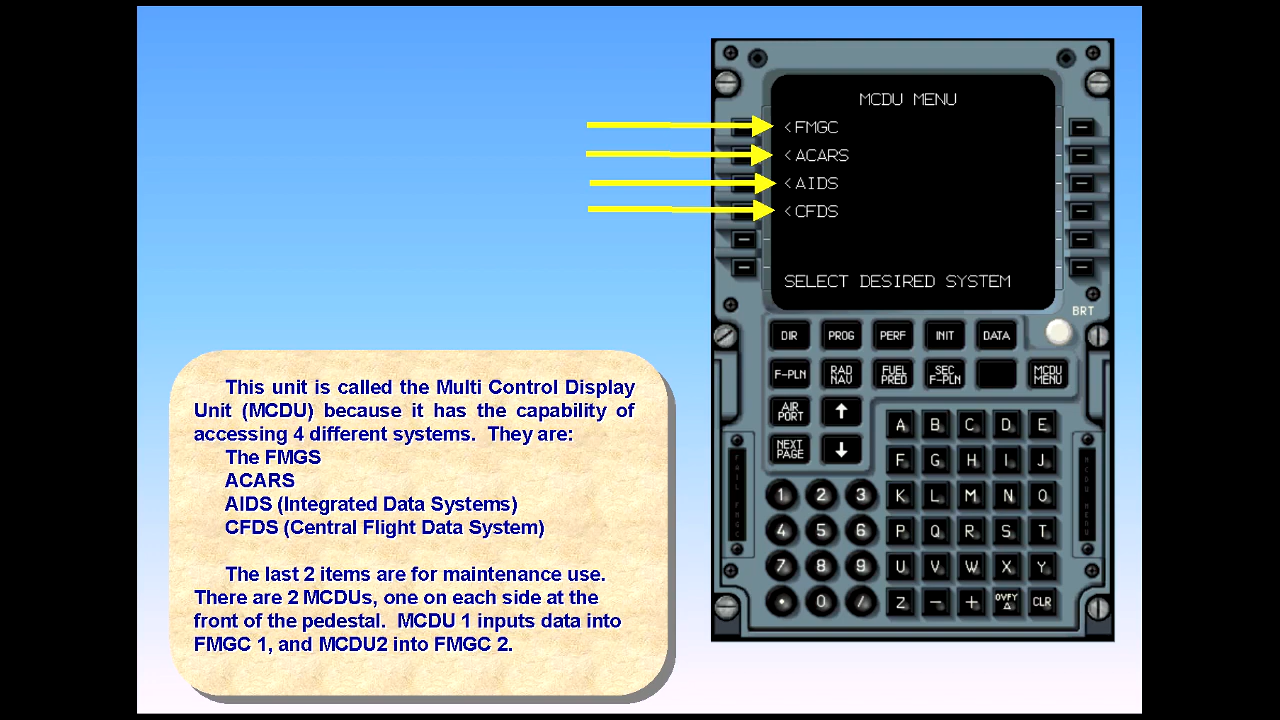 MCDU MENU
<FMGC
<ACARS
<AIDS
<CFDS
SELECT DESIRED SYSTEM
BRT
DIR PROG PERF INIT DATA
F-PLN RAD NAV FUEL PRED SEC F-PLN MCDU MENU
AIR PORT ↑
NEXT PAGE ↓
A B C D E
F G H I J
1 2 3 K L M N O
4 5 6 P Q R S T
7 8 9 U V W X Y
• 0 / Z − + OVFY Δ CLR
FAIL FMGC
MCDU MENU
This unit is called the Multi Control Display
Unit (MCDU) because it has the capability of
accessing 4 different systems. They are:
The FMGS
ACARS
AIDS (Integrated Data Systems)
CFDS (Central Flight Data System)
The last 2 items are for maintenance use.
There are 2 MCDUs, one on each side at the
front of the pedestal. MCDU 1 inputs data into
FMGC 1, and MCDU2 into FMGC 2.